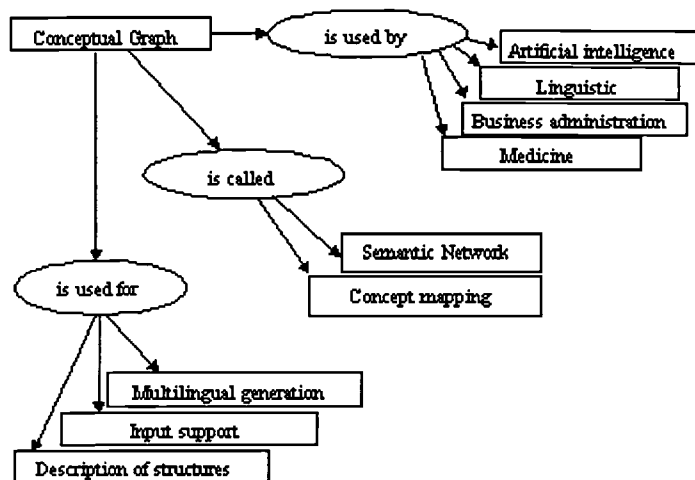 Conceptual Graph
is used by
Artificial intelligence
Linguistic
Business administration
Medicine
is called
Semantic Network
Concept mapping
is used for
Multilingual generation
Input support
Description of structures